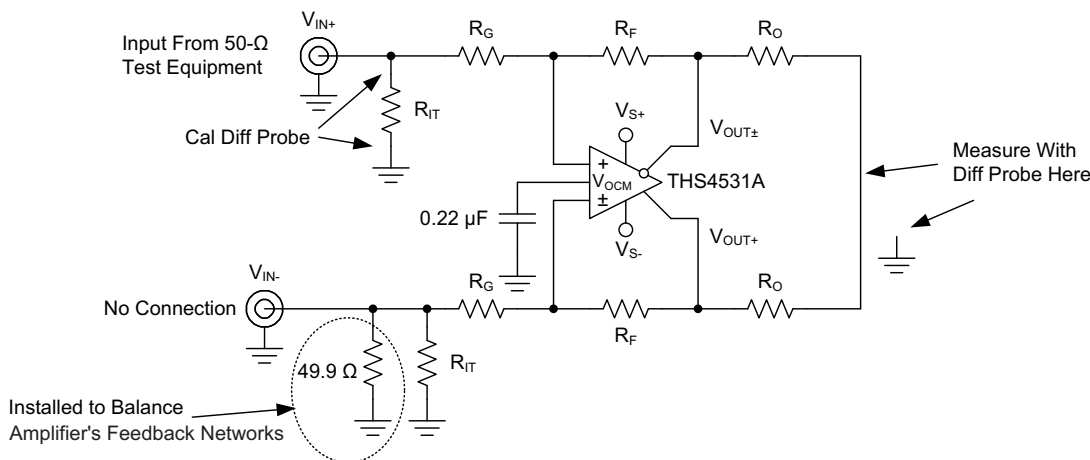 V_IN+
Input From 50-Ω
Test Equipment
R_G
R_F
R_O
R_IT
V_S+
V_OUT±
Cal Diff Probe
Measure With
Diff Probe Here
+
V_OCM
±
THS4531A
0.22 µF
V_S-
V_OUT+
V_IN-
R_G
No Connection
R_F
R_O
49.9 Ω
R_IT
Installed to Balance
Amplifier's Feedback Networks